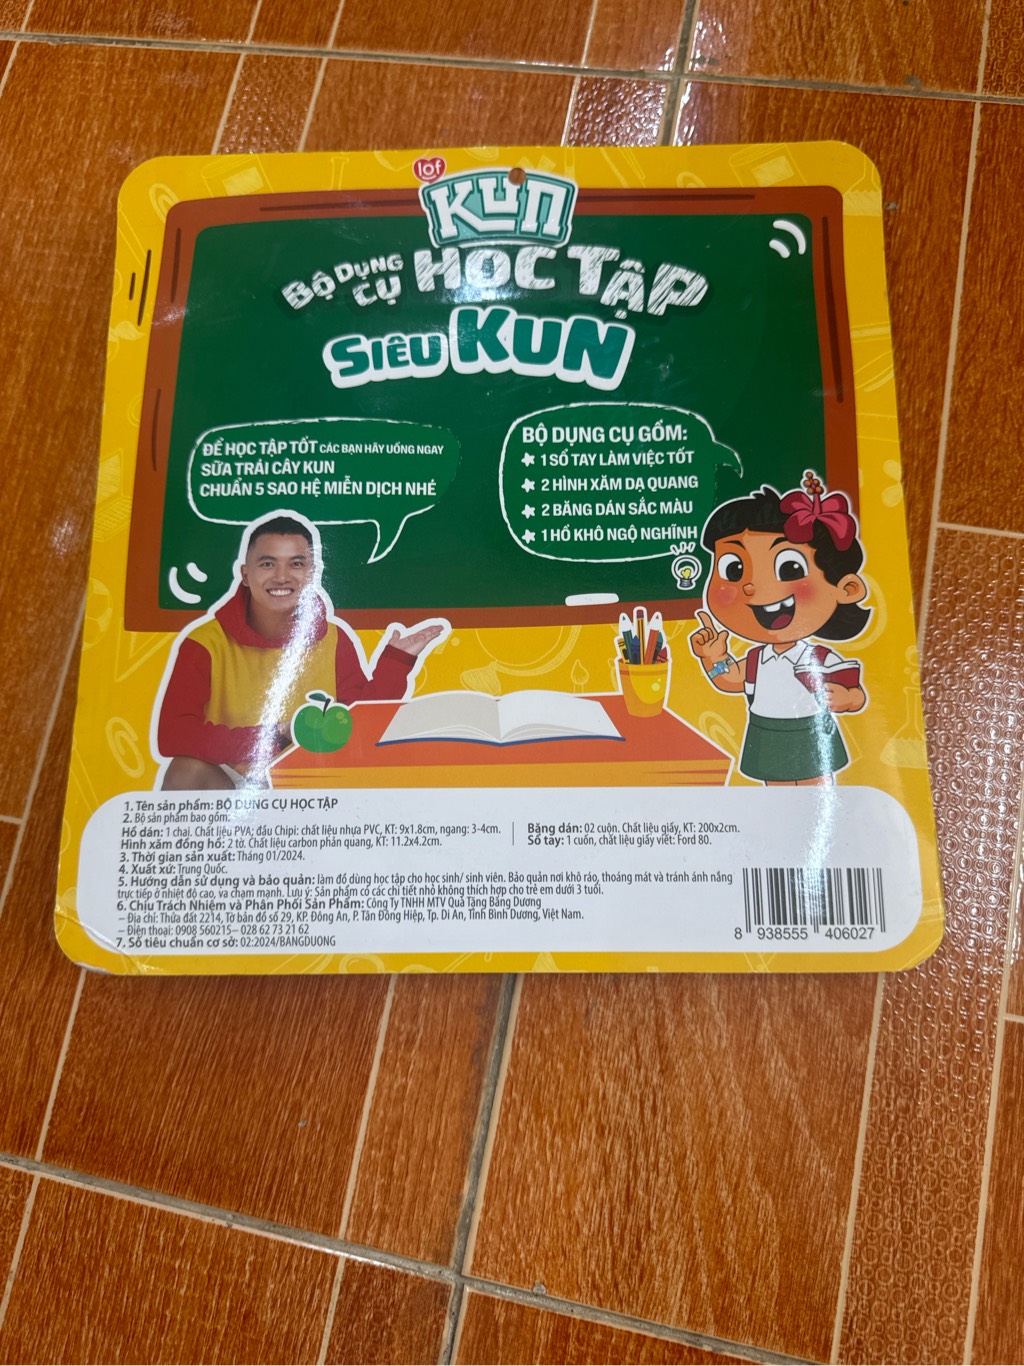 lof
KUN
BỘ DỤNG CỤ HỌC TẬP
SIÊU KUN
ĐỂ HỌC TẬP TỐT CÁC BẠN HÃY UỐNG NGAY
SỮA TRÁI CÂY KUN
CHUẨN 5 SAO HỆ MIỄN DỊCH NHÉ
BỘ DỤNG CỤ GỒM:
1 SỔ TAY LÀM VIỆC TỐT
2 HÌNH XĂM DẠ QUANG
2 BĂNG DÁN SẮC MÀU
1 HỒ KHÔ NGỘ NGHĨNH
1. Tên sản phẩm: BỘ DỤNG CỤ HỌC TẬP
2. Bộ sản phẩm bao gồm:
Hồ dán: 1 chai. Chất liệu PVA; đầu Chipi: chất liệu nhựa PVC, KT: 9x1.8cm, ngang: 3-4cm.
Hình xăm đồng hồ: 2 tờ. Chất liệu carbon phản quang, KT: 11.2x4.2cm.
Băng dán: 02 cuộn. Chất liệu giấy, KT: 200x2cm.
Sổ tay: 1 cuốn, chất liệu giấy viết: Ford 80.
3. Thời gian sản xuất: Tháng 01/2024.
4. Xuất xứ: Trung Quốc.
5. Hướng dẫn sử dụng và bảo quản: làm đồ dùng học tập cho học sinh/ sinh viên. Bảo quản nơi khô ráo, thoáng mát và tránh ánh nắng
trực tiếp ở nhiệt độ cao, va chạm mạnh. Lưu ý: Sản phẩm có các chi tiết nhỏ không thích hợp cho trẻ em dưới 3 tuổi.
6. Chịu Trách Nhiệm và Phân Phối Sản Phẩm: Công Ty TNHH MTV Quà Tặng Băng Dương
– Địa chỉ: Thửa đất 2214, Tờ bản đồ số 29, KP. Đông An, P. Tân Đông Hiệp, Tp. Dĩ An, Tỉnh Bình Dương, Việt Nam.
– Điện thoại: 0908 560215– 028 62 73 21 62
7. Số tiêu chuẩn cơ sở: 02:2024/BANGDUONG
8 938555 406027